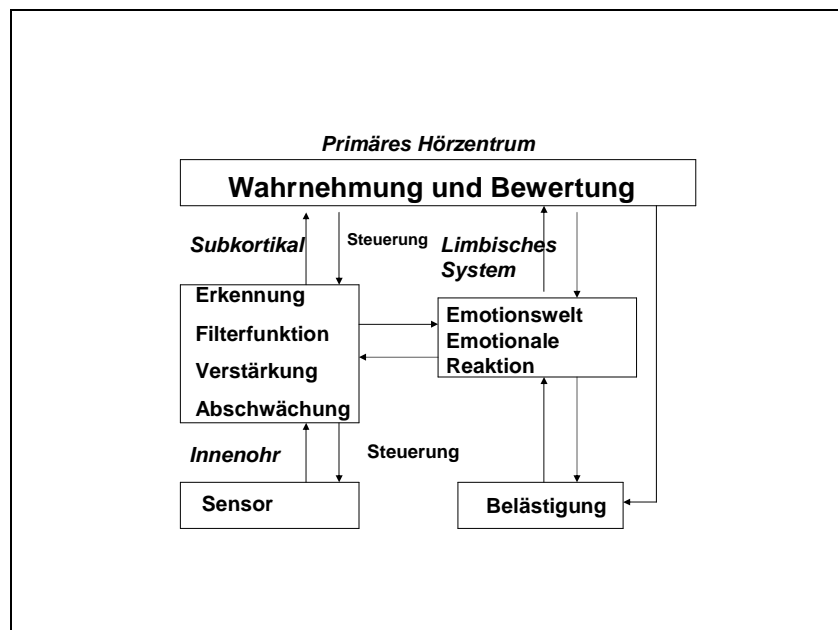 Primäres Hörzentrum
Wahrnehmung und Bewertung
Subkortikal
Steuerung
Limbisches
System
Erkennung
Filterfunktion
Verstärkung
Abschwächung
Emotionswelt
Emotionale
Reaktion
Innenohr
Steuerung
Sensor
Belästigung